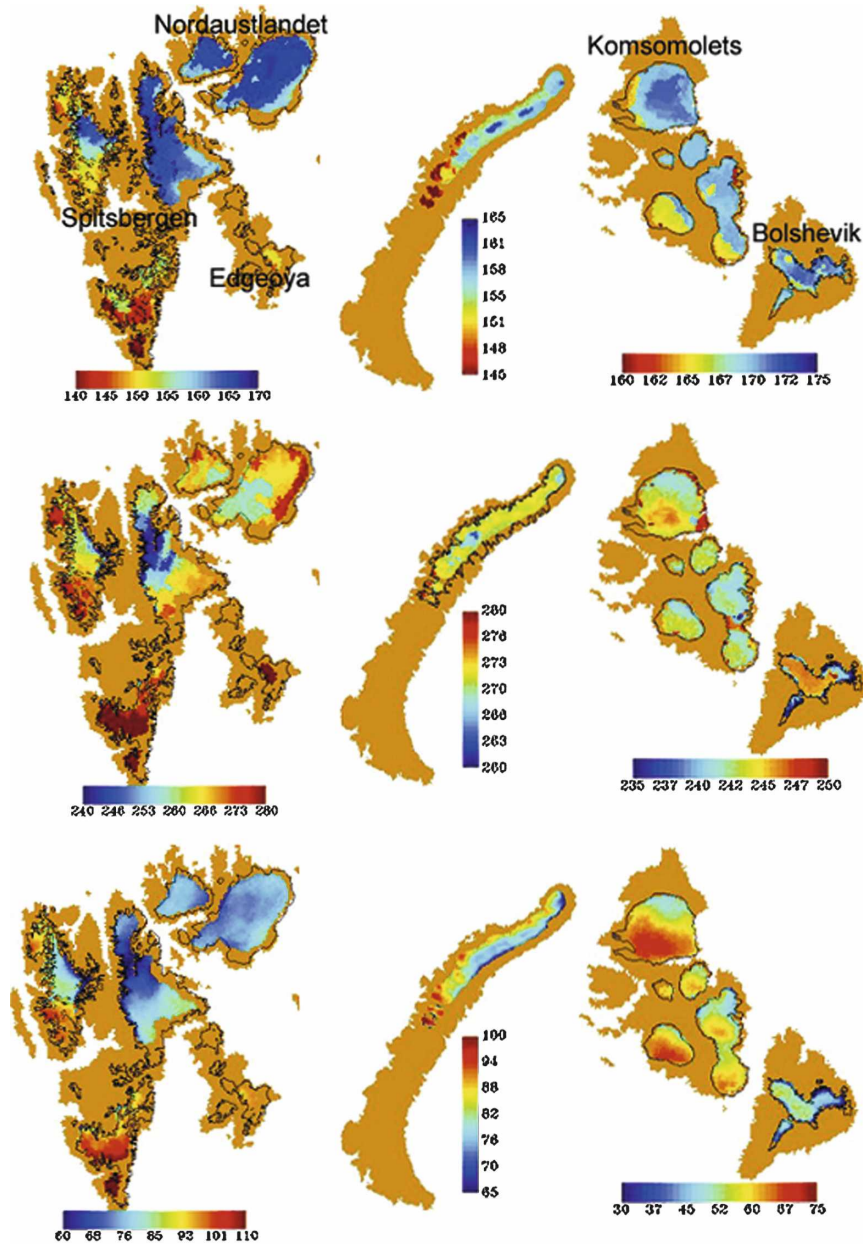 Nordaustlandet
Komsomolets
Spitsbergen
Edgeoya
Bolshevik
165
161
158
155
151
148
145
140 145 150 155 160 165 170
160 162 165 167 170 172 175
280
276
273
270
266
263
260
240 246 253 260 266 273 280
235 237 240 242 245 247 250
100
94
88
82
76
70
65
60 68 76 85 93 101 110
30 37 45 52 60 67 75